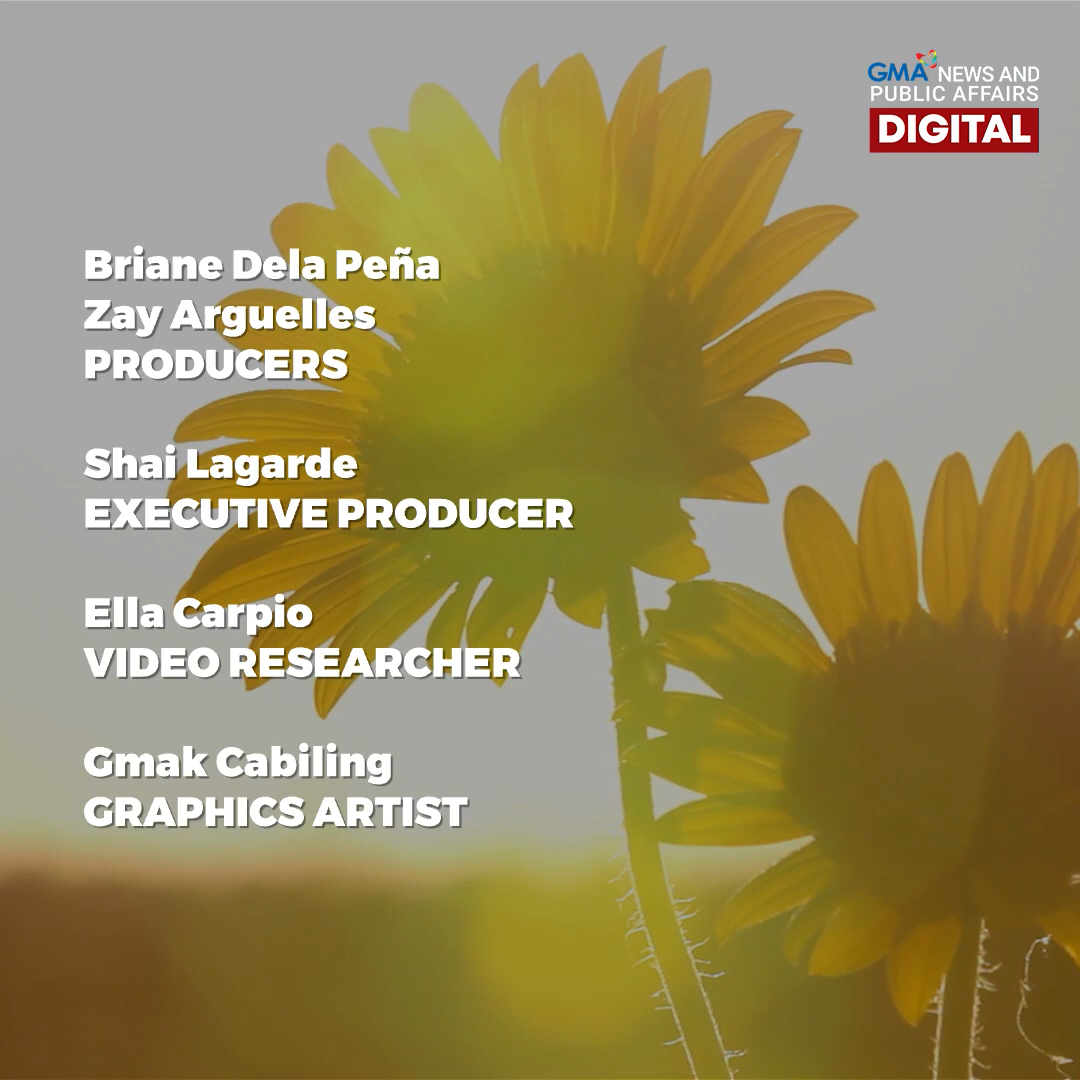 GMA NEWS AND
PUBLIC AFFAIRS
DIGITAL
Briane Dela Peña
Zay Arguelles
PRODUCERS
Shai Lagarde
EXECUTIVE PRODUCER
Ella Carpio
VIDEO RESEARCHER
Gmak Cabiling
GRAPHICS ARTIST